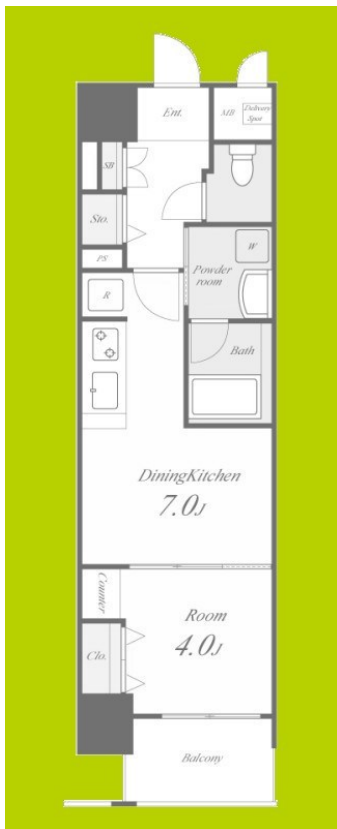 Ent.
MB
Delivery
Spot
SB
Sto.
PS
W
Powder
room
R
Bath
DiningKitchen
7.0J
Counter
Room
4.0J
Clo.
Balcony